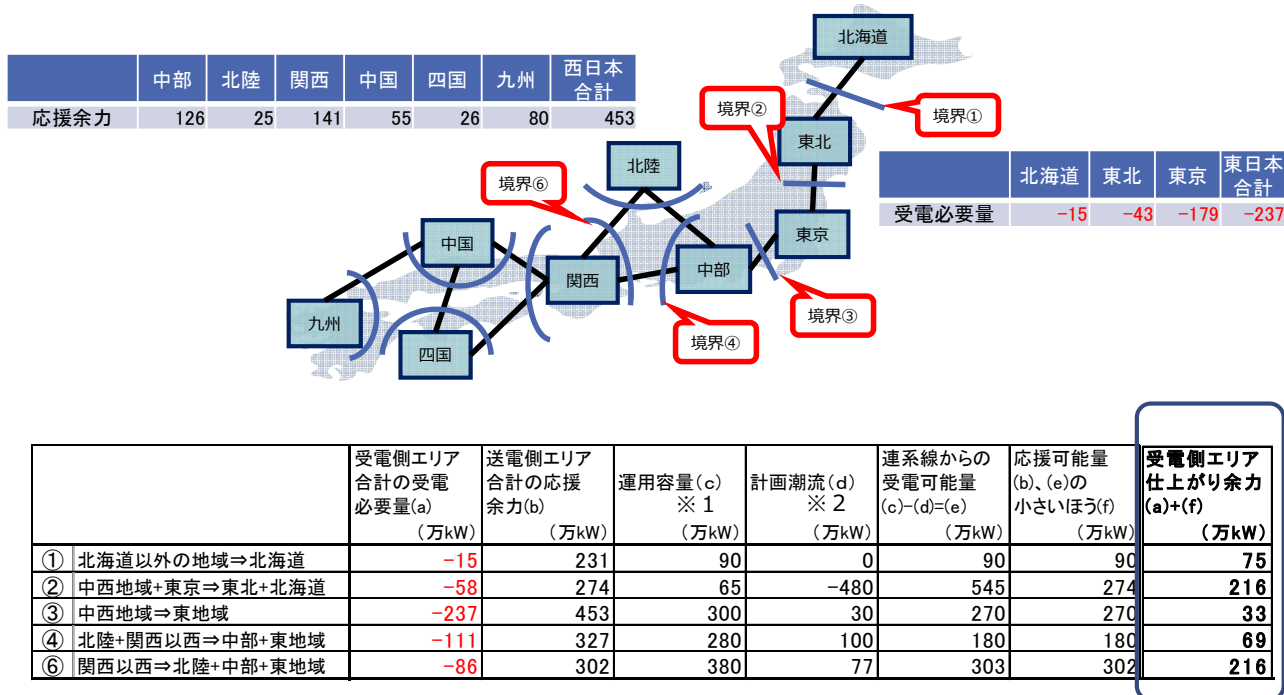 中部 北陸 関西 中国 四国 九州 西日本
合計
応援余力 126 25 141 55 26 80 453
北海道
境界②
境界①
東北
北陸
北海道 東北 東京 東日本
合計
受電必要量 -15 -43 -179 -237
境界⑥
東京
中国
中部
関西
境界③
九州
境界④
四国
受電側エリア
合計の受電
必要量(a)
(万kW)
送電側エリア
合計の応援
余力(b)
(万kW)
運用容量(c)
※1
(万kW)
計画潮流(d)
※2
(万kW)
連系線からの
受電可能量
(c)-(d)=(e)
(万kW)
応援可能量
(b)、(e)の
小さいほう(f)
(万kW)
受電側エリア
仕上がり余力
(a)+(f)
(万kW)
① 北海道以外の地域⇒北海道 -15 231 90 0 90 90 75
② 中西地域+東京⇒東北+北海道 -58 274 65 -480 545 274 216
③ 中西地域⇒東地域 -237 453 300 30 270 270 33
④ 北陸+関西以西⇒中部+東地域 -111 327 280 100 180 180 69
⑥ 関西以西⇒北陸+中部+東地域 -86 302 380 77 303 302 216